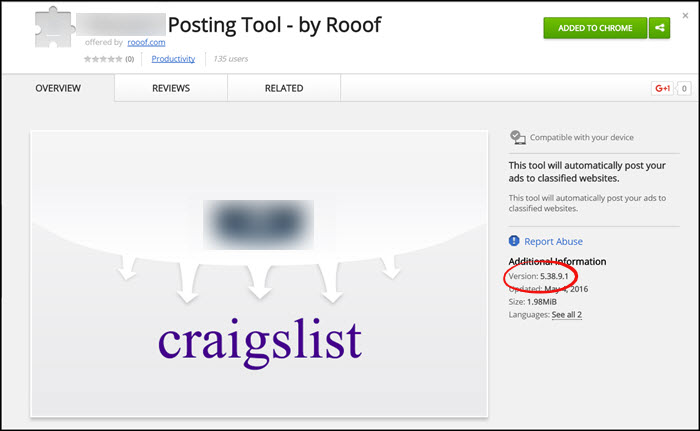 Posting Tool - by Rooof
offered by rooof.com
(0) Productivity 135 users
ADDED TO CHROME
OVERVIEW REVIEWS RELATED
G+1 0
Compatible with your device
This tool will automatically post your
ads to classified websites.
This tool will automatically post your ads to
classified websites.
Report Abuse
Additional Information
Version: 5.38.9.1
Updated: May 4, 2016
Size: 1.98MiB
Languages: See all 2
craigslist